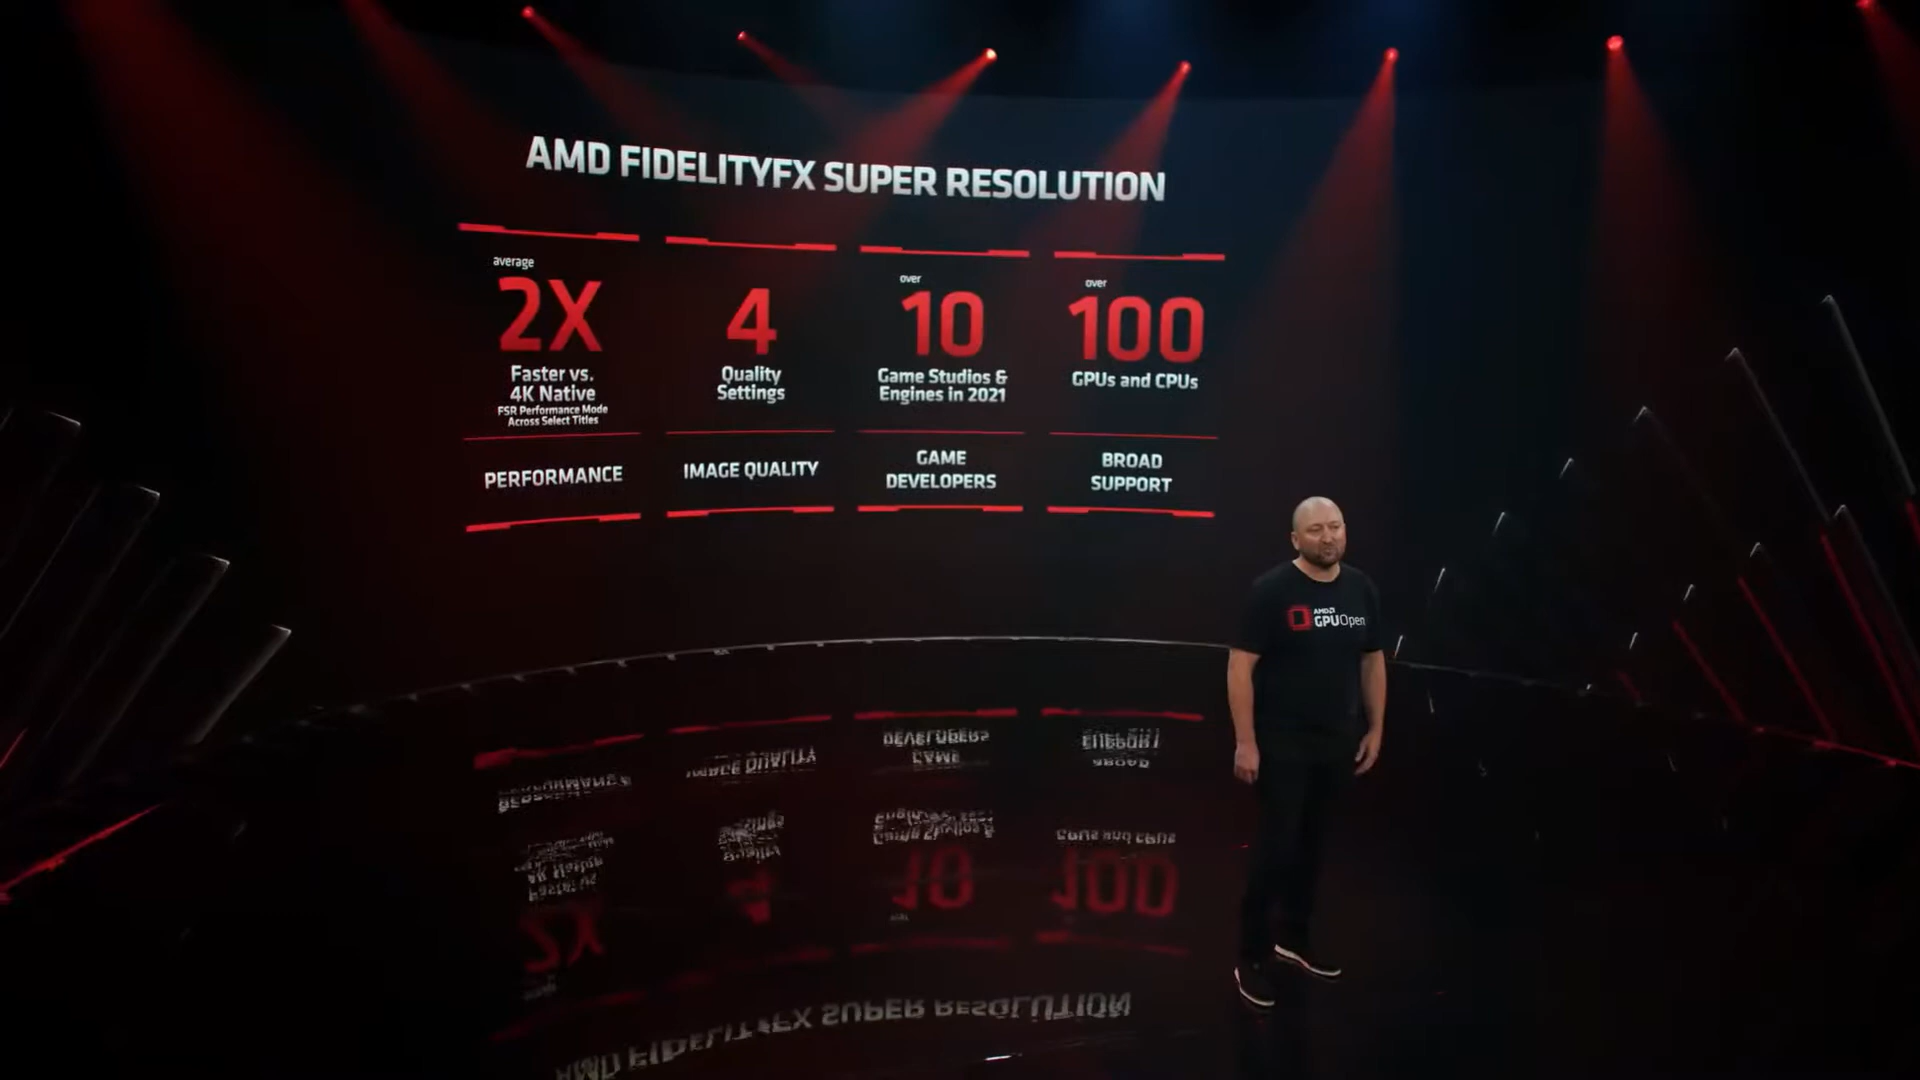 AMD FIDELITYFX SUPER RESOLUTION
average
2X
Faster vs.
4K Native
FSR Performance Mode
Across Select Titles
PERFORMANCE
4
Quality
Settings
IMAGE QUALITY
over
10
Game Studios &
Engines in 2021
GAME
DEVELOPERS
over
100
GPUs and CPUs
BROAD
SUPPORT
AMD
GPUOpen